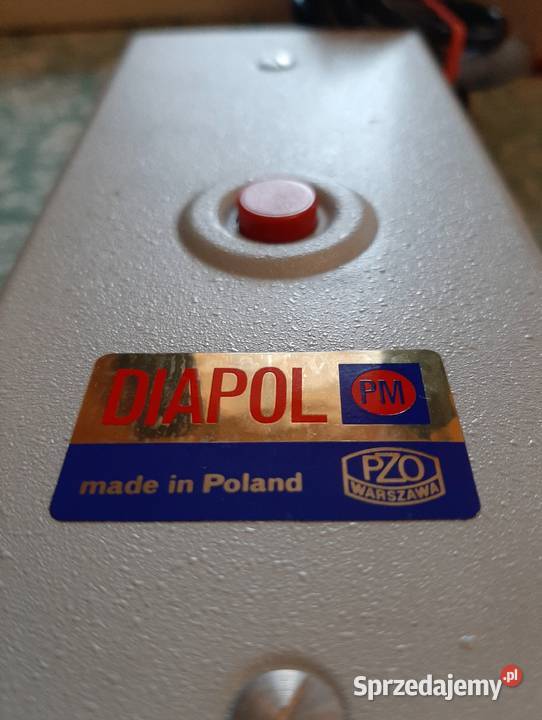 DIAPOL PM
made in Poland
PZO
WARSZAWA
Sprzedajemy.pl